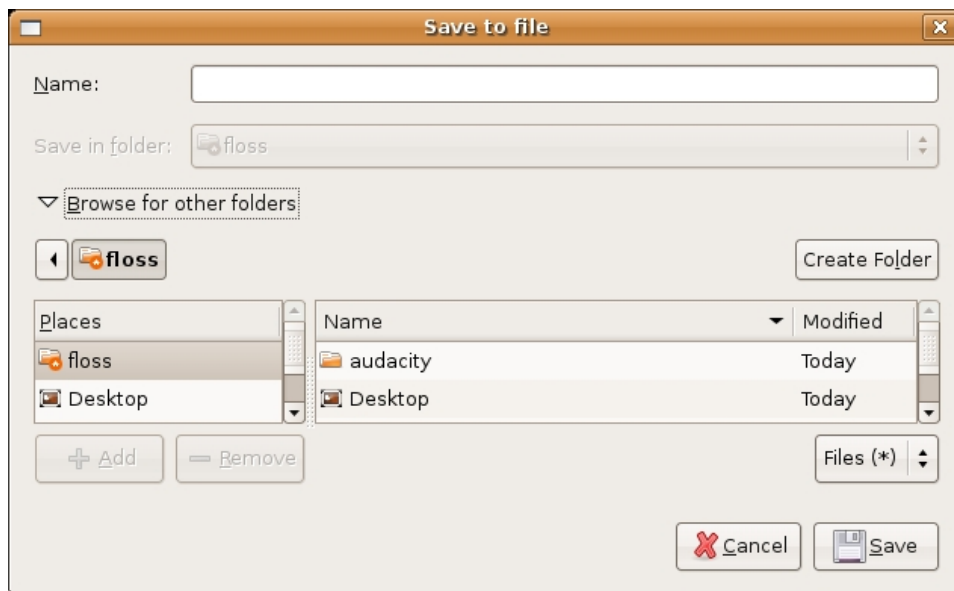 Save to file
Name:
Save in folder: floss
Browse for other folders
floss Create Folder
Places Name Modified
floss audacity Today
Desktop Desktop Today
Add Remove Files (*)
Cancel Save